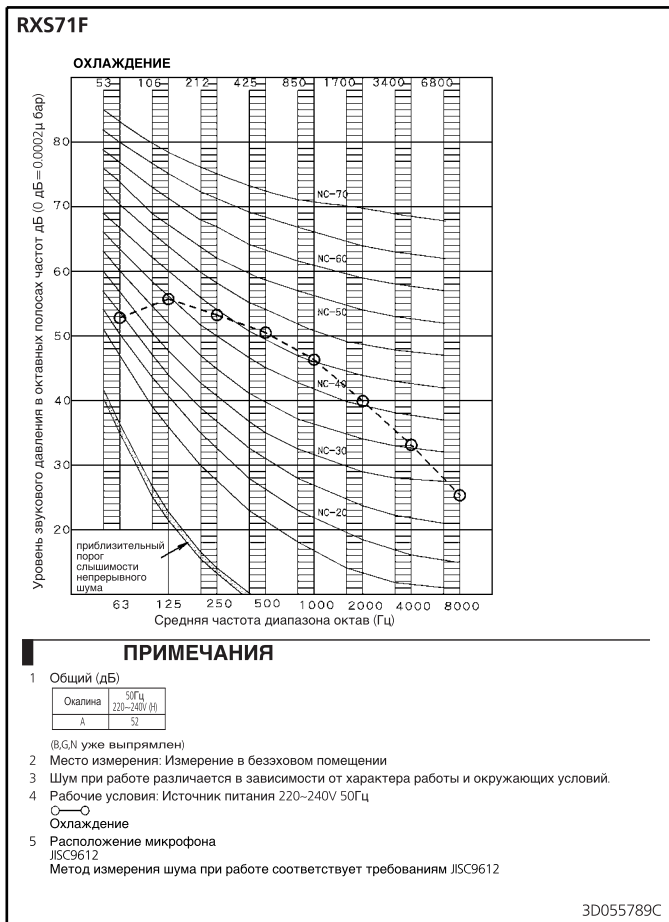 RXS71F
ОХЛАЖДЕНИЕ
53 106 212 425 850 1700 3400 6800
Уровень звукового давления в октавных полосах частот дБ (0 дБ=0.0002μ бар)
80
70
60
50
40
30
20
NC-70
NC-60
NC-50
NC-40
NC-30
NC-20
приблизительный
порог
слышимости
непрерывного
шума
63 125 250 500 1000 2000 4000 8000
Средняя частота диапазона октав (Гц)
ПРИМЕЧАНИЯ
1 Общий (дБ)
Окалина 50Гц
220~240V (H)
A 52
(B,G,N уже выпрямлен)
2 Место измерения: Измерение в безэховом помещении
3 Шум при работе различается в зависимости от характера работы и окружающих условий.
4 Рабочие условия: Источник питания 220~240V 50Гц
Охлаждение
5 Расположение микрофона
JISC9612
Метод измерения шума при работе соответствует требованиям JISC9612
3D055789C